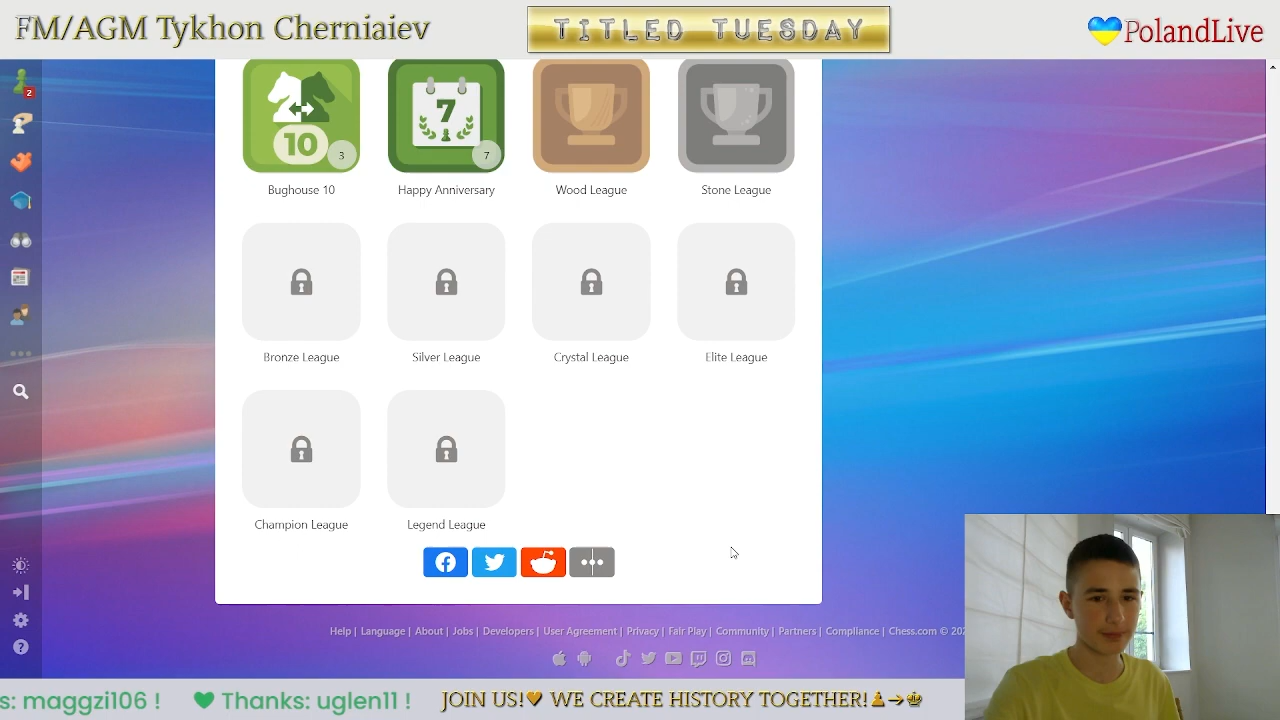 FM/AGM Tykhon Cherniaiev
TITLED TUESDAY
PolandLive
2
10
3
7
7
Bughouse 10
Happy Anniversary
Wood League
Stone League
Bronze League
Silver League
Crystal League
Elite League
Champion League
Legend League
Help | Language | About | Jobs | Developers | User Agreement | Privacy | Fair Play | Community | Partners | Compliance | Chess.com ©
s: maggzi106 ! Thanks: uglen11 !
JOIN US! WE CREATE HISTORY TOGETHER!